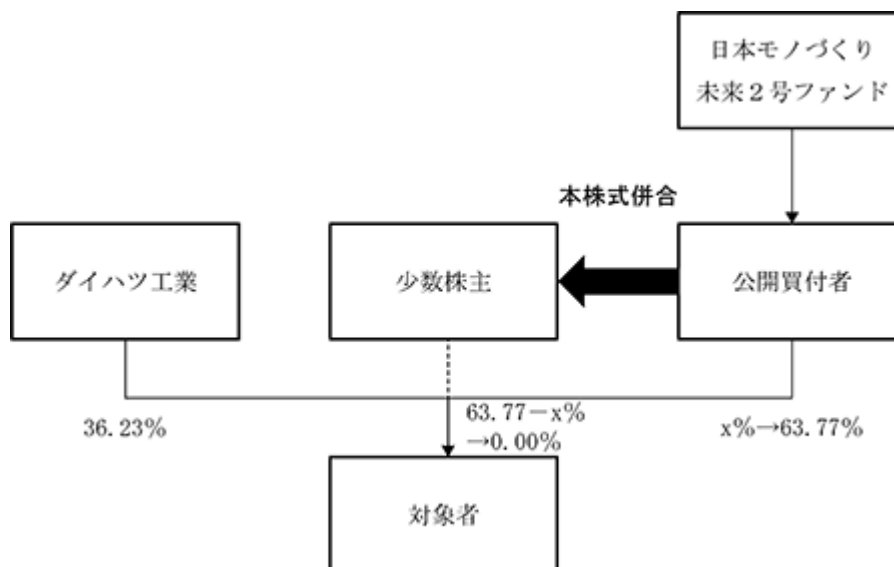 日本モノづくり
未来２号ファンド
本株式併合
ダイハツ工業
少数株主
公開買付者
36.23%
63.77－x%
→0.00%
x%→63.77%
対象者